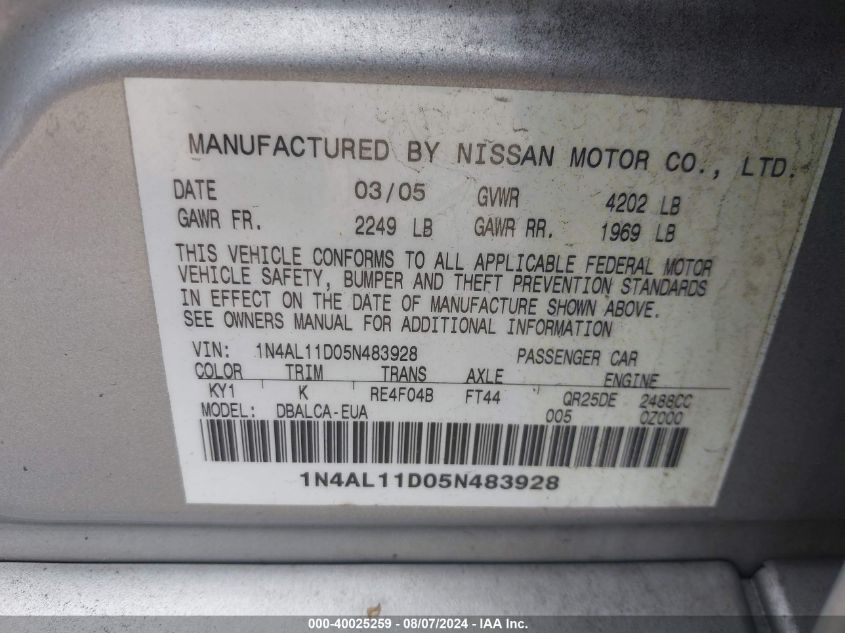 MANUFACTURED BY NISSAN MOTOR CO., LTD.
DATE 03/05 GVWR 4202 LB
GAWR FR. 2249 LB GAWR RR. 1969 LB
THIS VEHICLE CONFORMS TO ALL APPLICABLE FEDERAL MOTOR
VEHICLE SAFETY, BUMPER AND THEFT PREVENTION STANDARDS
IN EFFECT ON THE DATE OF MANUFACTURE SHOWN ABOVE.
SEE OWNERS MANUAL FOR ADDITIONAL INFORMATION
VIN: 1N4AL11D05N483928 PASSENGER CAR
COLOR TRIM TRANS AXLE ENGINE
KY1 K RE4F04B FT44 QR25DE 2488CC
MODEL: DBALCA-EUA 005 0Z000
1N4AL11D05N483928
000-40025259 - 08/07/2024 - IAA Inc.